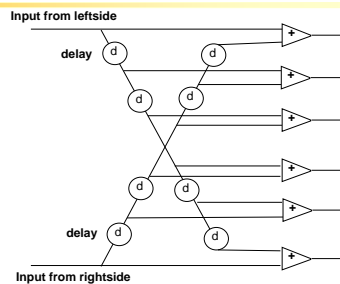 Input from leftside
+
delay
d
d
+
d
d
+
+
d
d
+
delay
d
d
+
Input from rightside